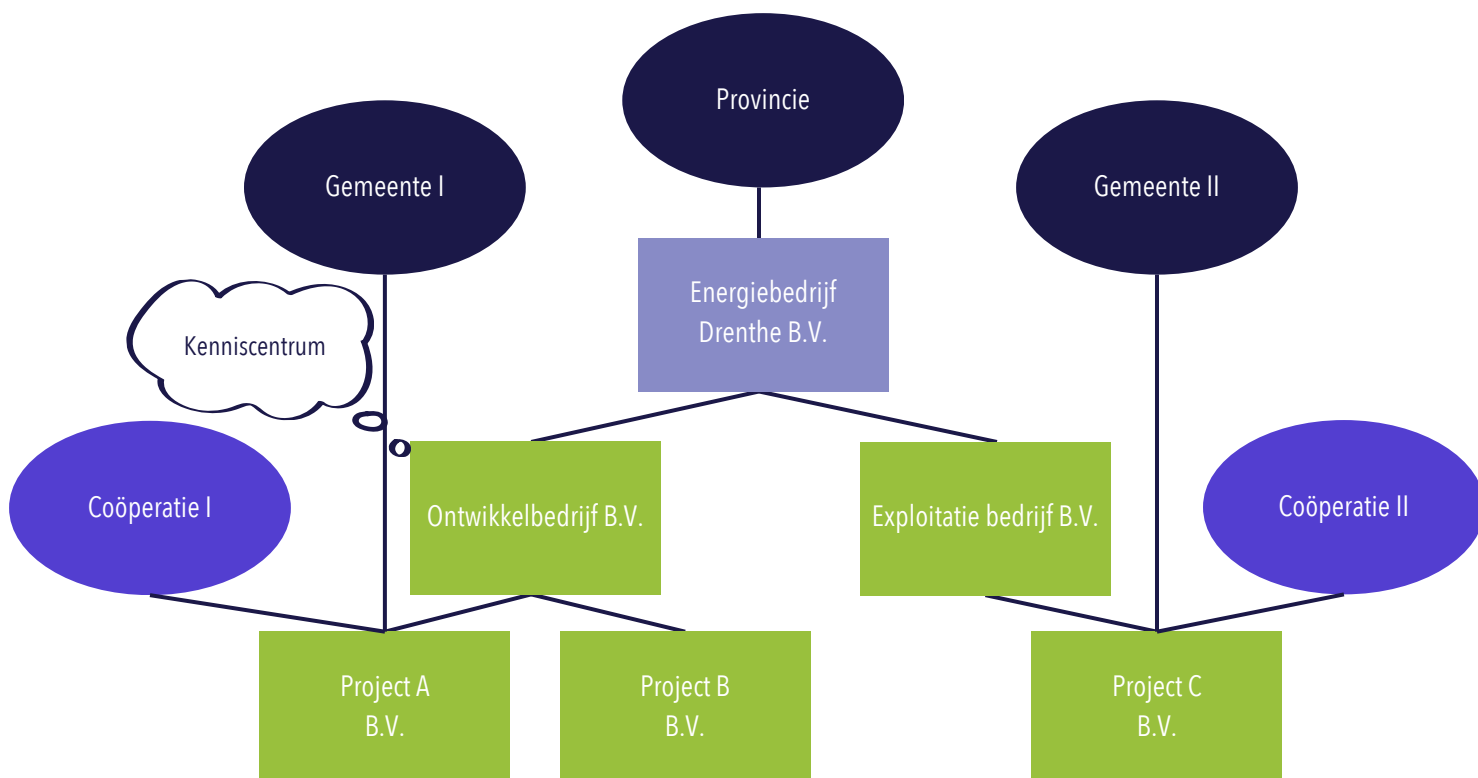 Provincie
Gemeente I
Gemeente II
Energiebedrijf
Drenthe B.V.
Kenniscentrum
Coöperatie I
Ontwikkelbedrijf B.V.
Exploitatie bedrijf B.V.
Coöperatie II
Project A
B.V.
Project B
B.V.
Project C
B.V.